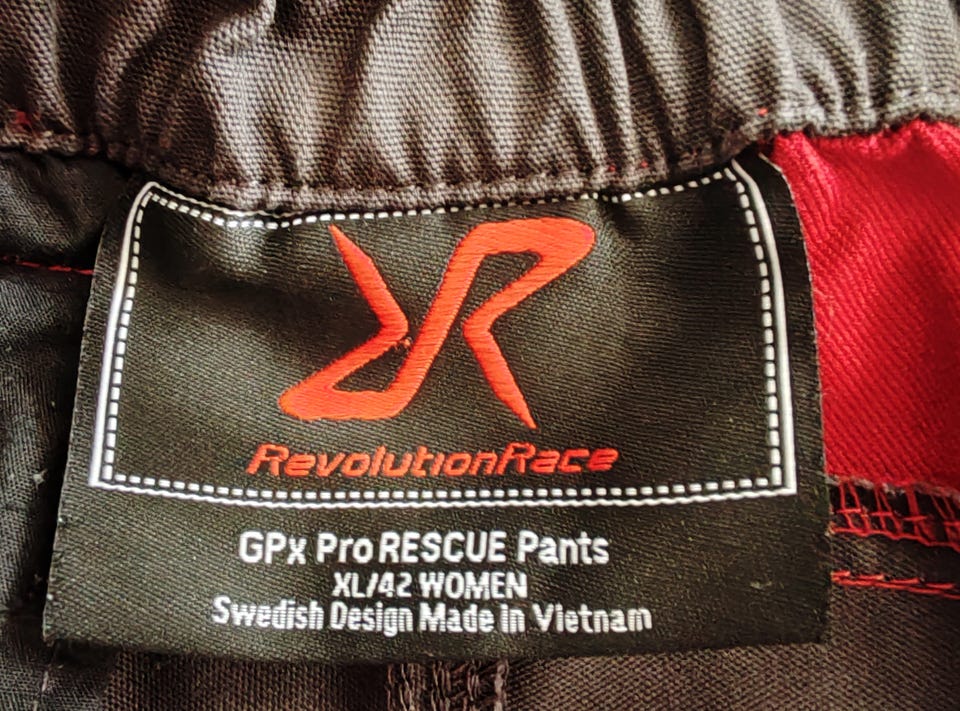 RevolutionRace
GPx Pro RESCUE Pants
XL/42 WOMEN
Swedish Design Made in Vietnam